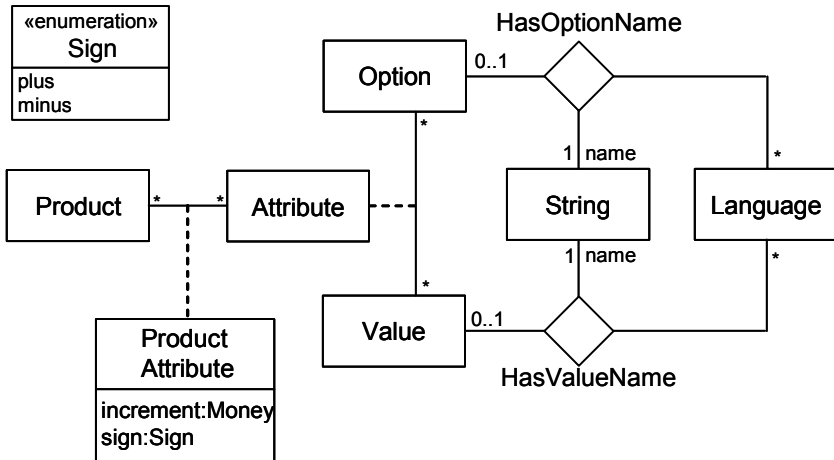 «enumeration»
Sign
plus
minus
HasOptionName
Option
0..1
*
1 name
*
Product
*
*
Attribute
String
Language
*
1 name
*
Value
0..1
HasValueName
Product
Attribute
increment:Money
sign:Sign